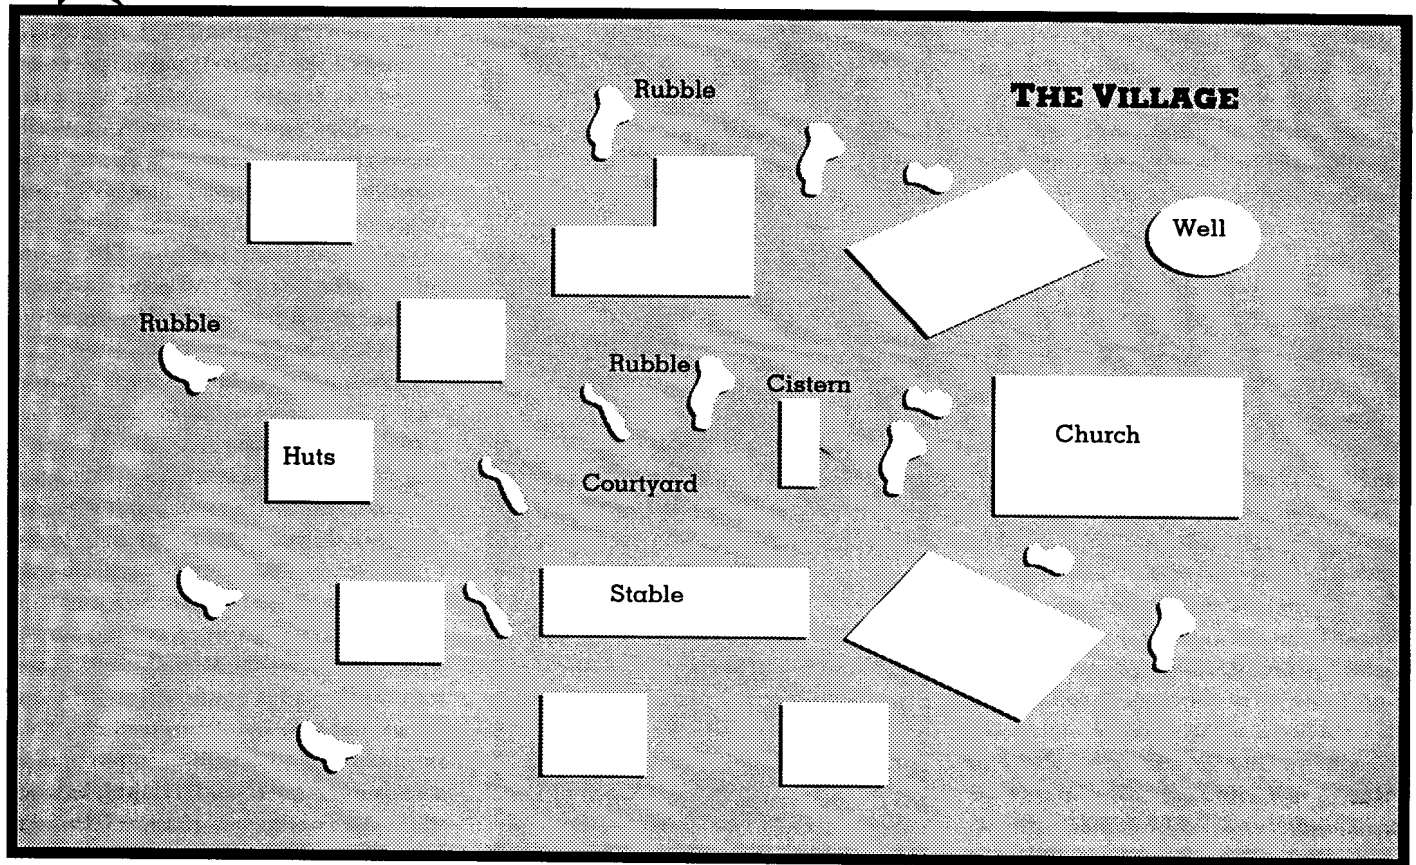 Rubble
THE VILLAGE
Well
Rubble
Rubble
Cistern
Church
Huts
Courtyard
Stable